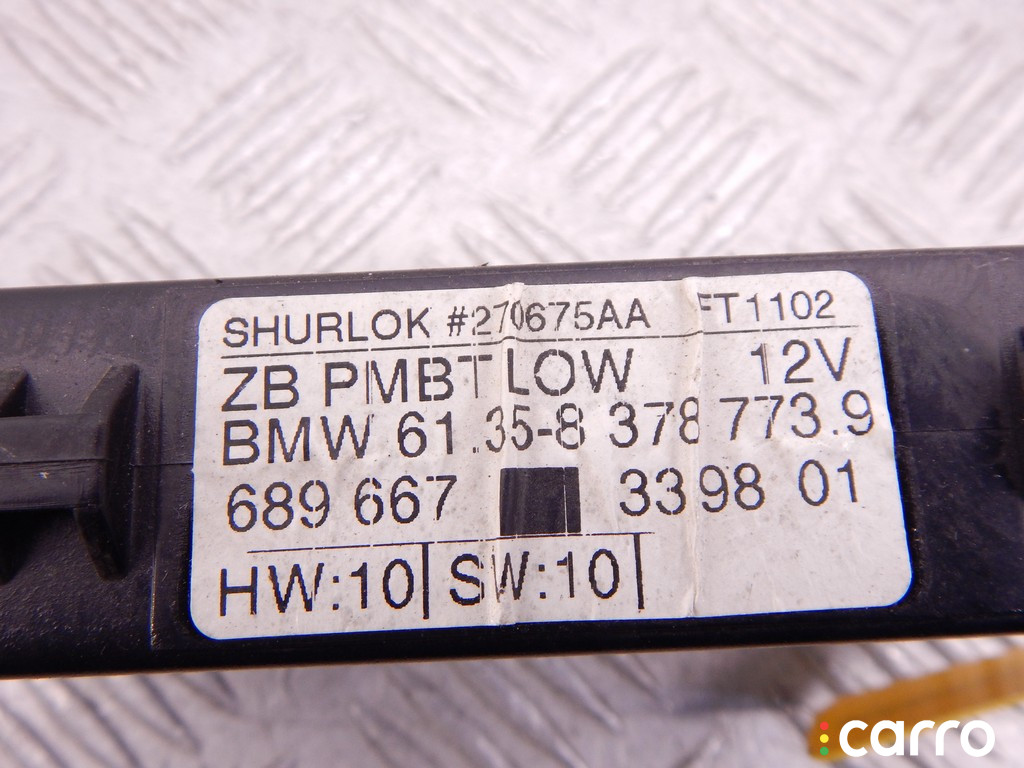 SHURLOK #270675AA FT1102
ZB PMBT LOW 12V
BMW 61.35-8 378 773.9
689 667 3398 01
HW:10 SW:10
:carro